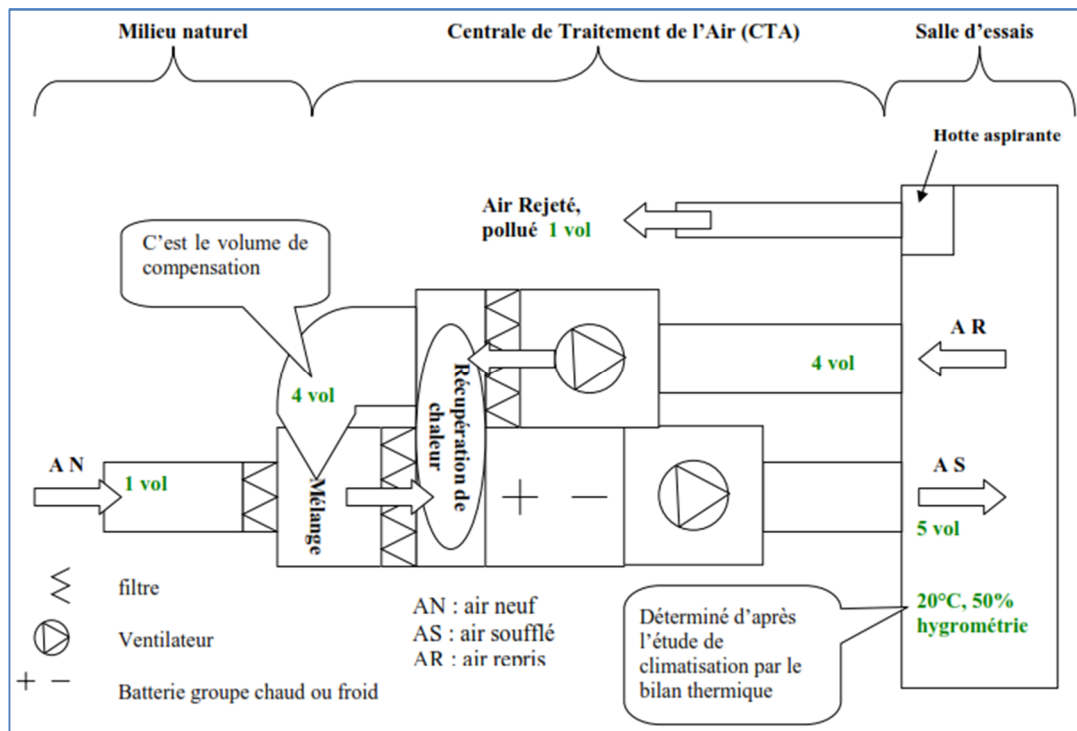 Milieu naturel
Centrale de Traitement de l'Air (CTA)
Salle d'essais
Hotte aspirante
Air Rejeté,
pollué 1 vol
C'est le volume de
compensation
A R
4 vol
4 vol
Récupération de
chaleur
A N
1 vol
Mélange
+ −
A S
5 vol
20°C, 50%
hygrométrie
filtre
Ventilateur
+ −
Batterie groupe chaud ou froid
AN : air neuf
AS : air soufflé
AR : air repris
Déterminé d'après
l'étude de
climatisation par le
bilan thermique